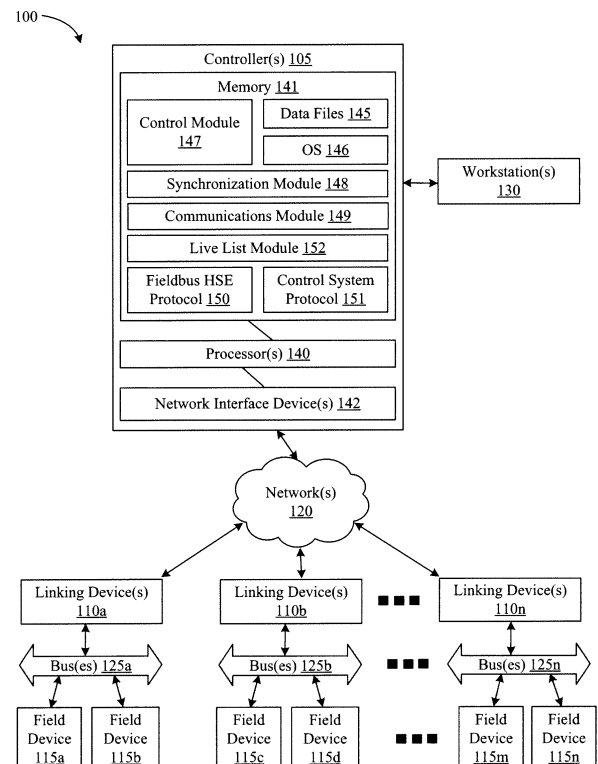 100
Controller(s) 105
Memory 141
Control Module
147
Data Files 145
OS 146
Synchronization Module 148
Communications Module 149
Live List Module 152
Fieldbus HSE
Protocol 150
Control System
Protocol 151
Processor(s) 140
Network Interface Device(s) 142
Workstation(s)
130
Network(s)
120
Linking Device(s)
110a
Linking Device(s)
110b
Linking Device(s)
110n
Bus(es) 125a
Bus(es) 125b
Bus(es) 125n
Field
Device
115a
Field
Device
115b
Field
Device
115c
Field
Device
115d
Field
Device
115m
Field
Device
115n